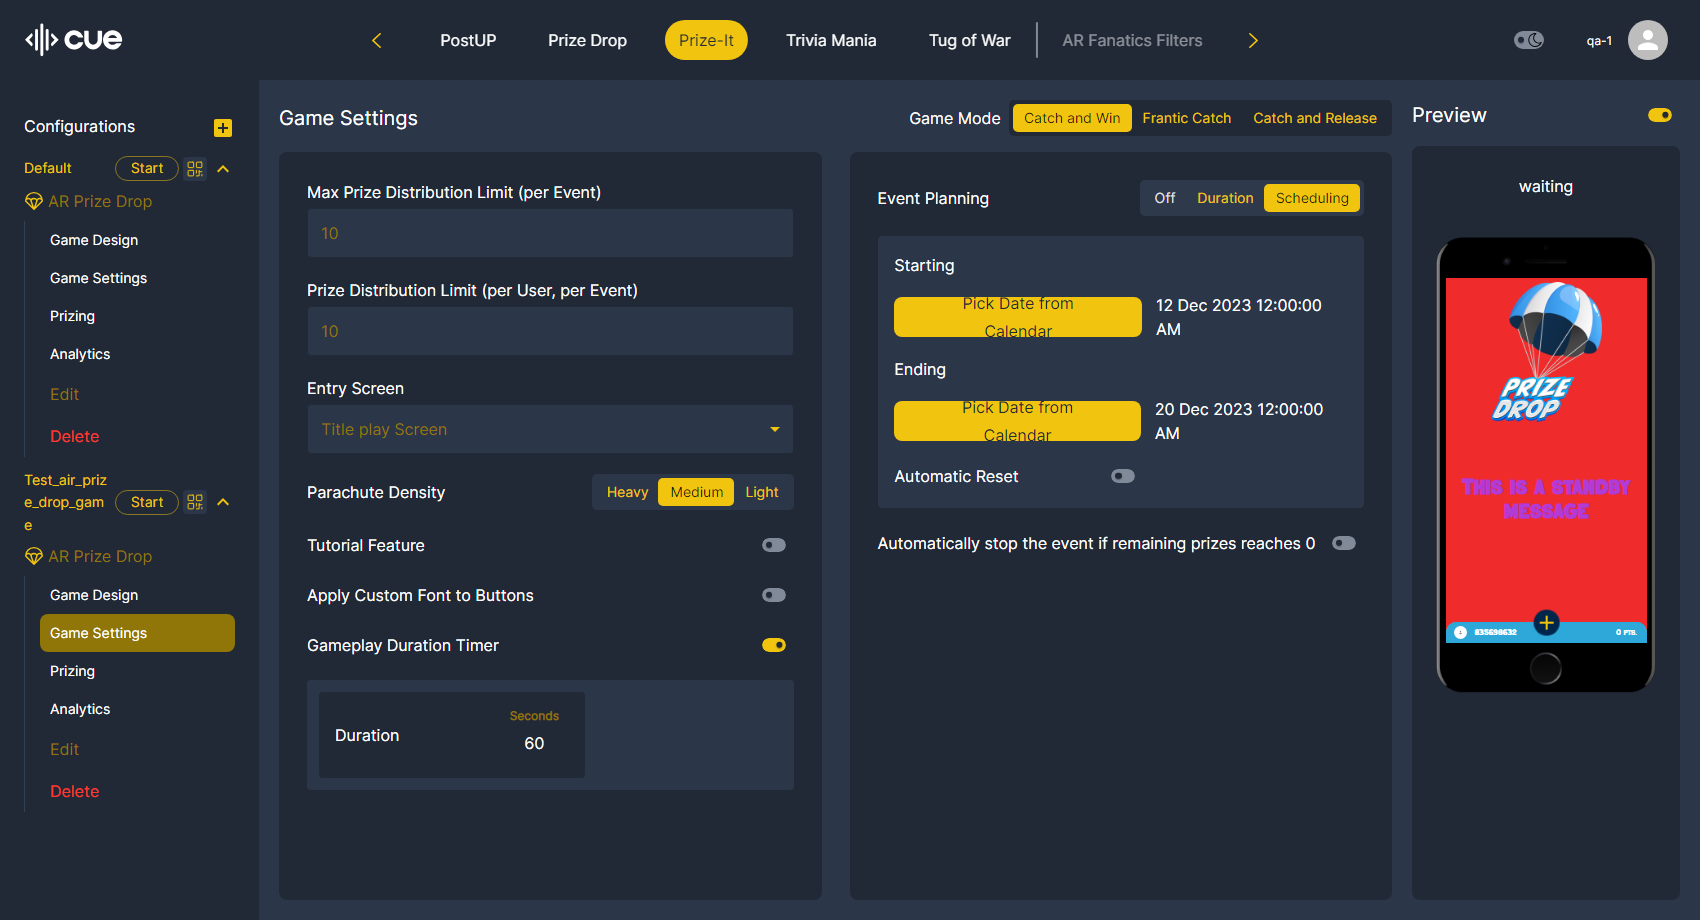 cue
PostUP
Prize Drop
Prize-It
Trivia Mania
Tug of War
AR Fanatics Filters
qa-1
Configurations
Default
Start
AR Prize Drop
Game Design
Game Settings
Prizing
Analytics
Edit
Delete
Test_air_priz
e_drop_gam
e
Start
AR Prize Drop
Game Design
Game Settings
Prizing
Analytics
Edit
Delete
Game Settings
Game Mode
Catch and Win
Frantic Catch
Catch and Release
Max Prize Distribution Limit (per Event)
10
Prize Distribution Limit (per User, per Event)
10
Entry Screen
Title play Screen
Parachute Density
Heavy
Medium
Light
Tutorial Feature
Apply Custom Font to Buttons
Gameplay Duration Timer
Duration
Seconds
60
Event Planning
Off
Duration
Scheduling
Starting
Pick Date from
Calendar
12 Dec 2023 12:00:00
AM
Ending
Pick Date from
Calendar
20 Dec 2023 12:00:00
AM
Automatic Reset
Automatically stop the event if remaining prizes reaches 0
Preview
waiting
PRIZE
DROP
THIS IS A STANDBY
MESSAGE
835698632
0 PTS.